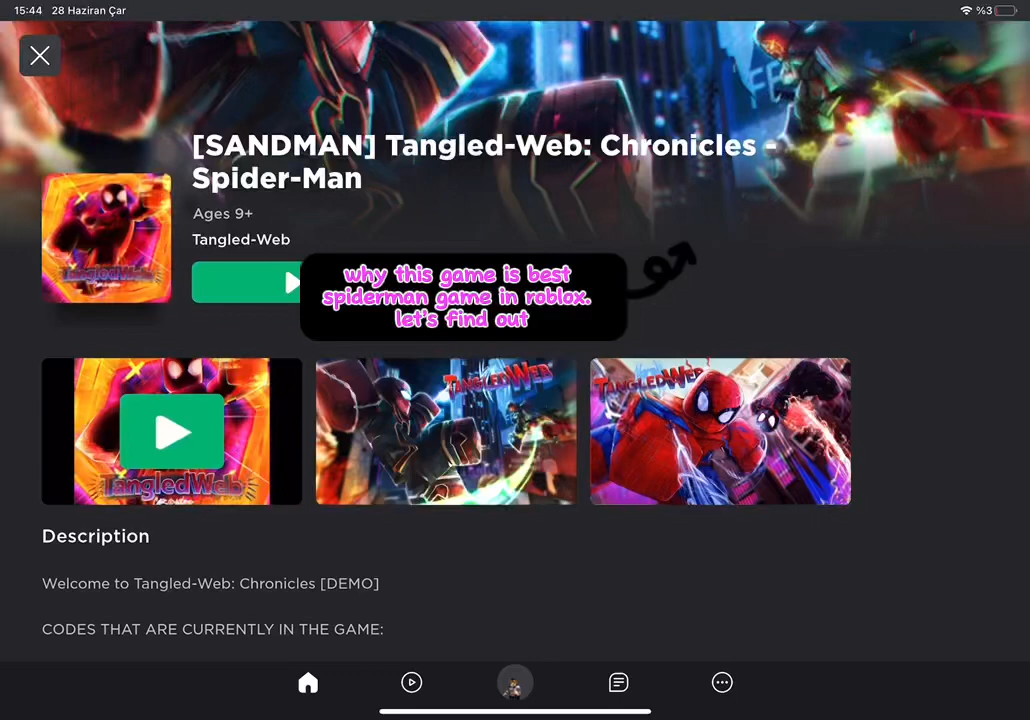 15:44 28 Haziran Çar
%3
[SANDMAN] Tangled-Web: Chronicles -
Spider-Man
Ages 9+
Tangled-Web
why this game is best
spiderman game in roblox.
let's find out
TangledWeb
TANGLEDWEB
TANGLEDWEB
TangledWeb
Description
Welcome to Tangled-Web: Chronicles [DEMO]
CODES THAT ARE CURRENTLY IN THE GAME: